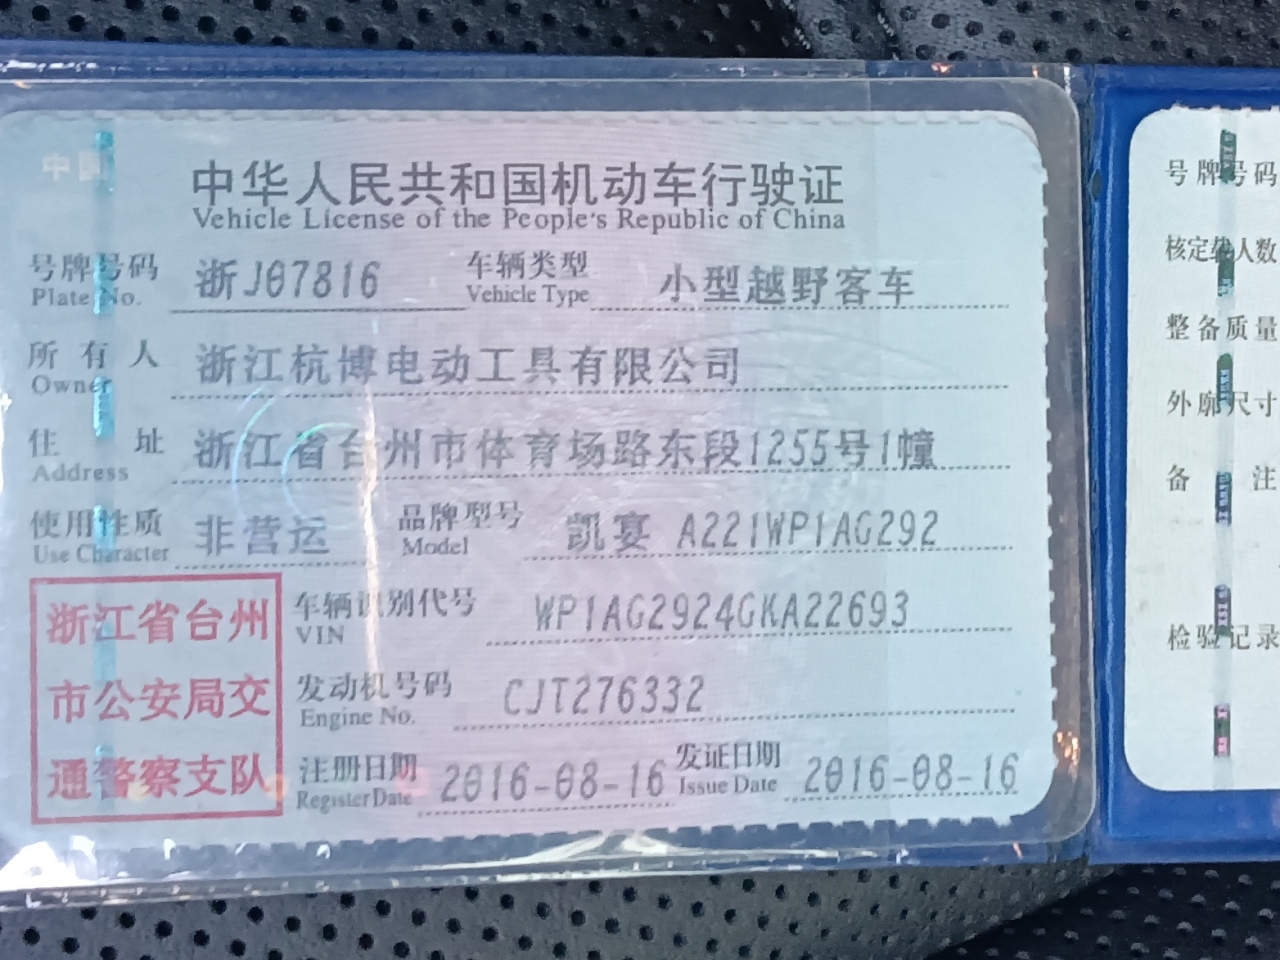 中国
中华人民共和国机动车行驶证
Vehicle License of the People's Republic of China
号牌号码 浙J07816 车辆类型 小型越野客车
Plate No. Vehicle Type
所有人 浙江杭博电动工具有限公司
Owner
住址 浙江省台州市体育场路东段1255号1幢
Address
使用性质 非营运 品牌型号 凯宴 A221WP1AG292
Use Character Model
浙江省台州
市公安局交
通警察支队
车辆识别代号 WP1AG2924GKA22693
VIN
发动机号码 CJT276332
Engine No.
注册日期 2016-08-16 发证日期 2016-08-16
Register Date Issue Date
号牌号码
核定载人数
整备质量
外廓尺寸
备注
检验记录